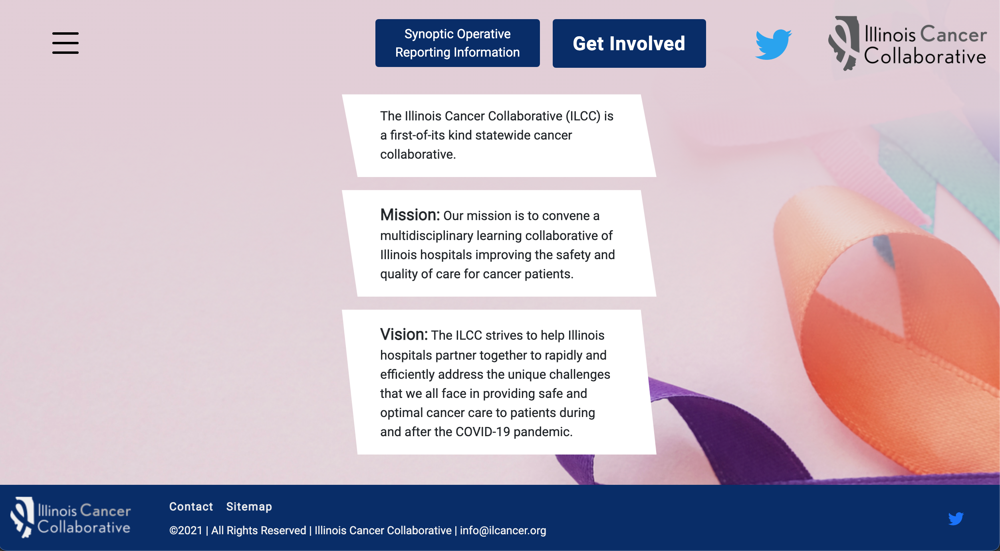 Synoptic Operative
Reporting Information
Get Involved
Illinois Cancer
Collaborative
The Illinois Cancer Collaborative (ILCC) is
a first-of-its kind statewide cancer
collaborative.
Mission: Our mission is to convene a
multidisciplinary learning collaborative of
Illinois hospitals improving the safety and
quality of care for cancer patients.
Vision: The ILCC strives to help Illinois
hospitals partner together to rapidly and
efficiently address the unique challenges
that we all face in providing safe and
optimal cancer care to patients during
and after the COVID-19 pandemic.
Illinois Cancer
Collaborative
Contact Sitemap
©2021 | All Rights Reserved | Illinois Cancer Collaborative | info@ilcancer.org